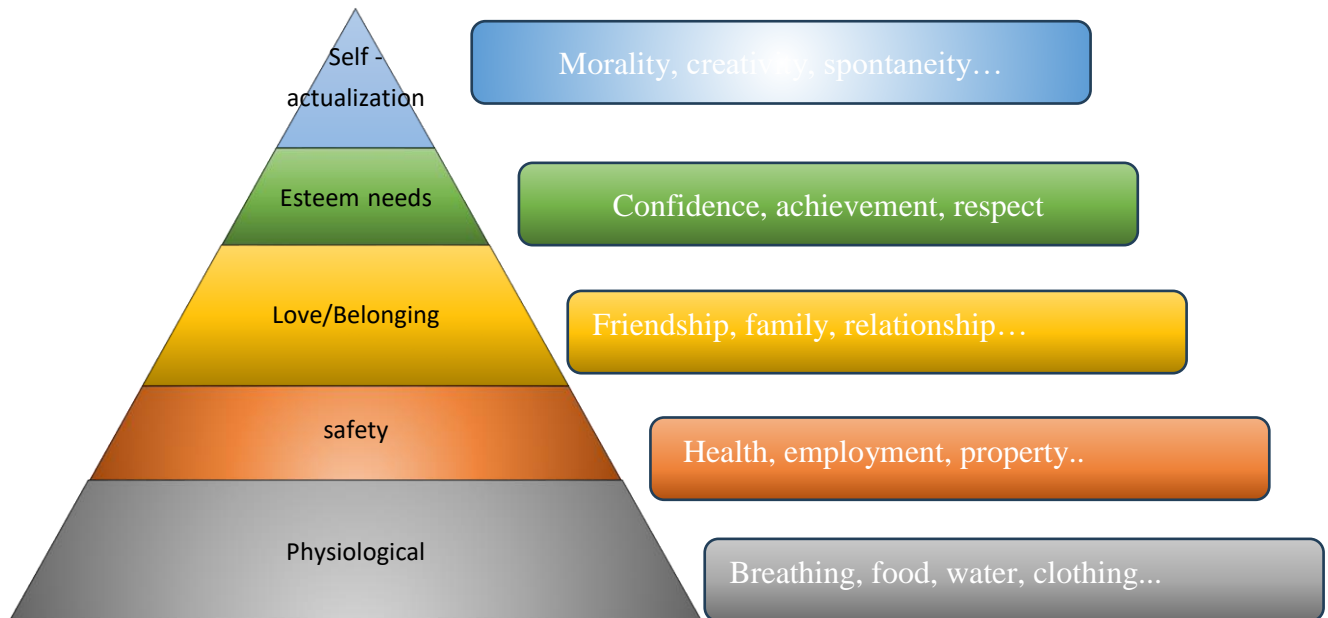 Self -
actualization
Morality, creativity, spontaneity…
Esteem needs
Confidence, achievement, respect
Love/Belonging
Friendship, family, relationship…
safety
Health, employment, property..
Physiological
Breathing, food, water, clothing...